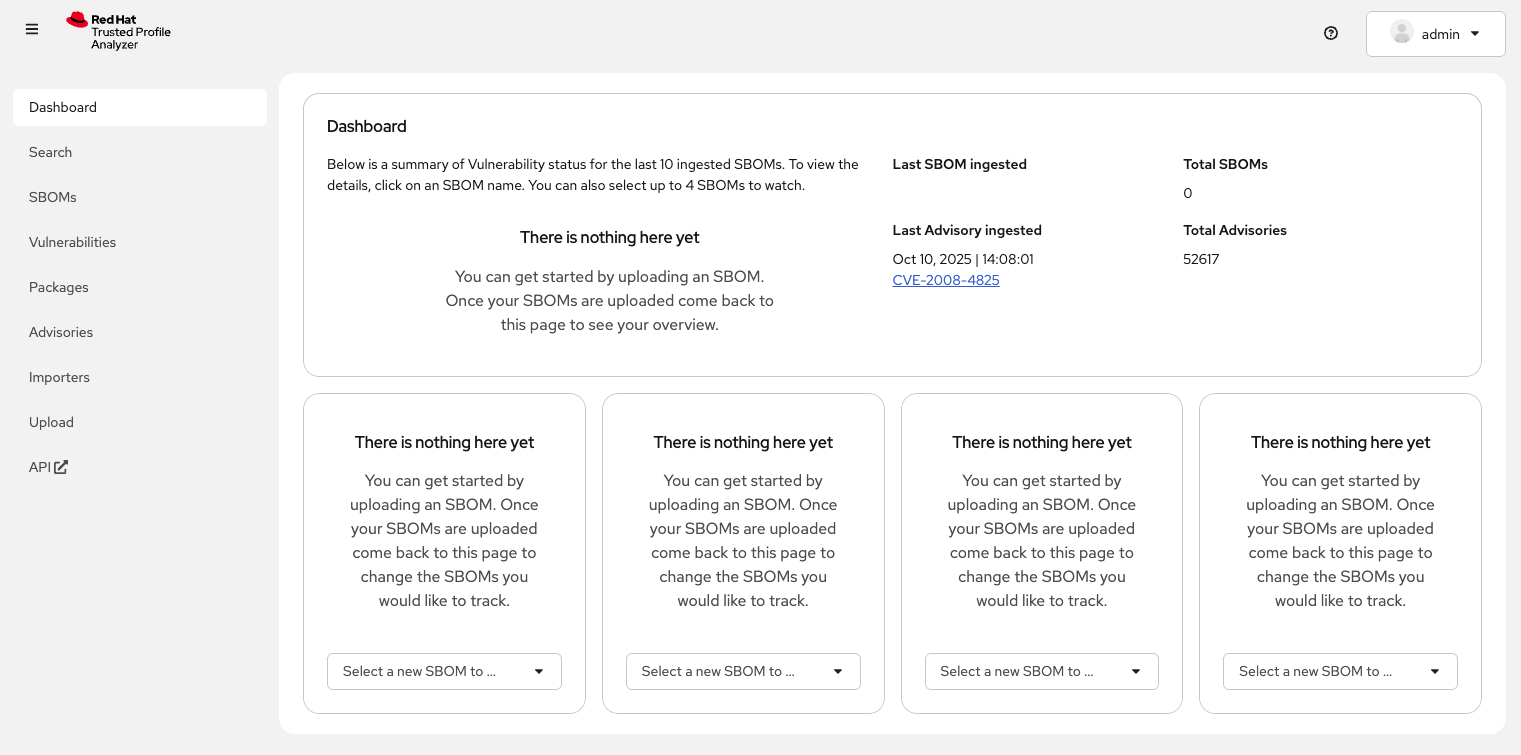 Red Hat
Trusted Profile
Analyzer
admin
Dashboard
Search
SBOMs
Vulnerabilities
Packages
Advisories
Importers
Upload
API
Dashboard
Below is a summary of Vulnerability status for the last 10 ingested SBOMs. To view the
details, click on an SBOM name. You can also select up to 4 SBOMs to watch.
There is nothing here yet
You can get started by uploading an SBOM.
Once your SBOMs are uploaded come back to
this page to see your overview.
Last SBOM ingested
Total SBOMs
0
Last Advisory ingested
Oct 10, 2025 | 14:08:01
CVE-2008-4825
Total Advisories
52617
There is nothing here yet
You can get started by
uploading an SBOM. Once
your SBOMs are uploaded
come back to this page to
change the SBOMs you
would like to track.
Select a new SBOM to ...
There is nothing here yet
You can get started by
uploading an SBOM. Once
your SBOMs are uploaded
come back to this page to
change the SBOMs you
would like to track.
Select a new SBOM to ...
There is nothing here yet
You can get started by
uploading an SBOM. Once
your SBOMs are uploaded
come back to this page to
change the SBOMs you
would like to track.
Select a new SBOM to ...
There is nothing here yet
You can get started by
uploading an SBOM. Once
your SBOMs are uploaded
come back to this page to
change the SBOMs you
would like to track.
Select a new SBOM to ...